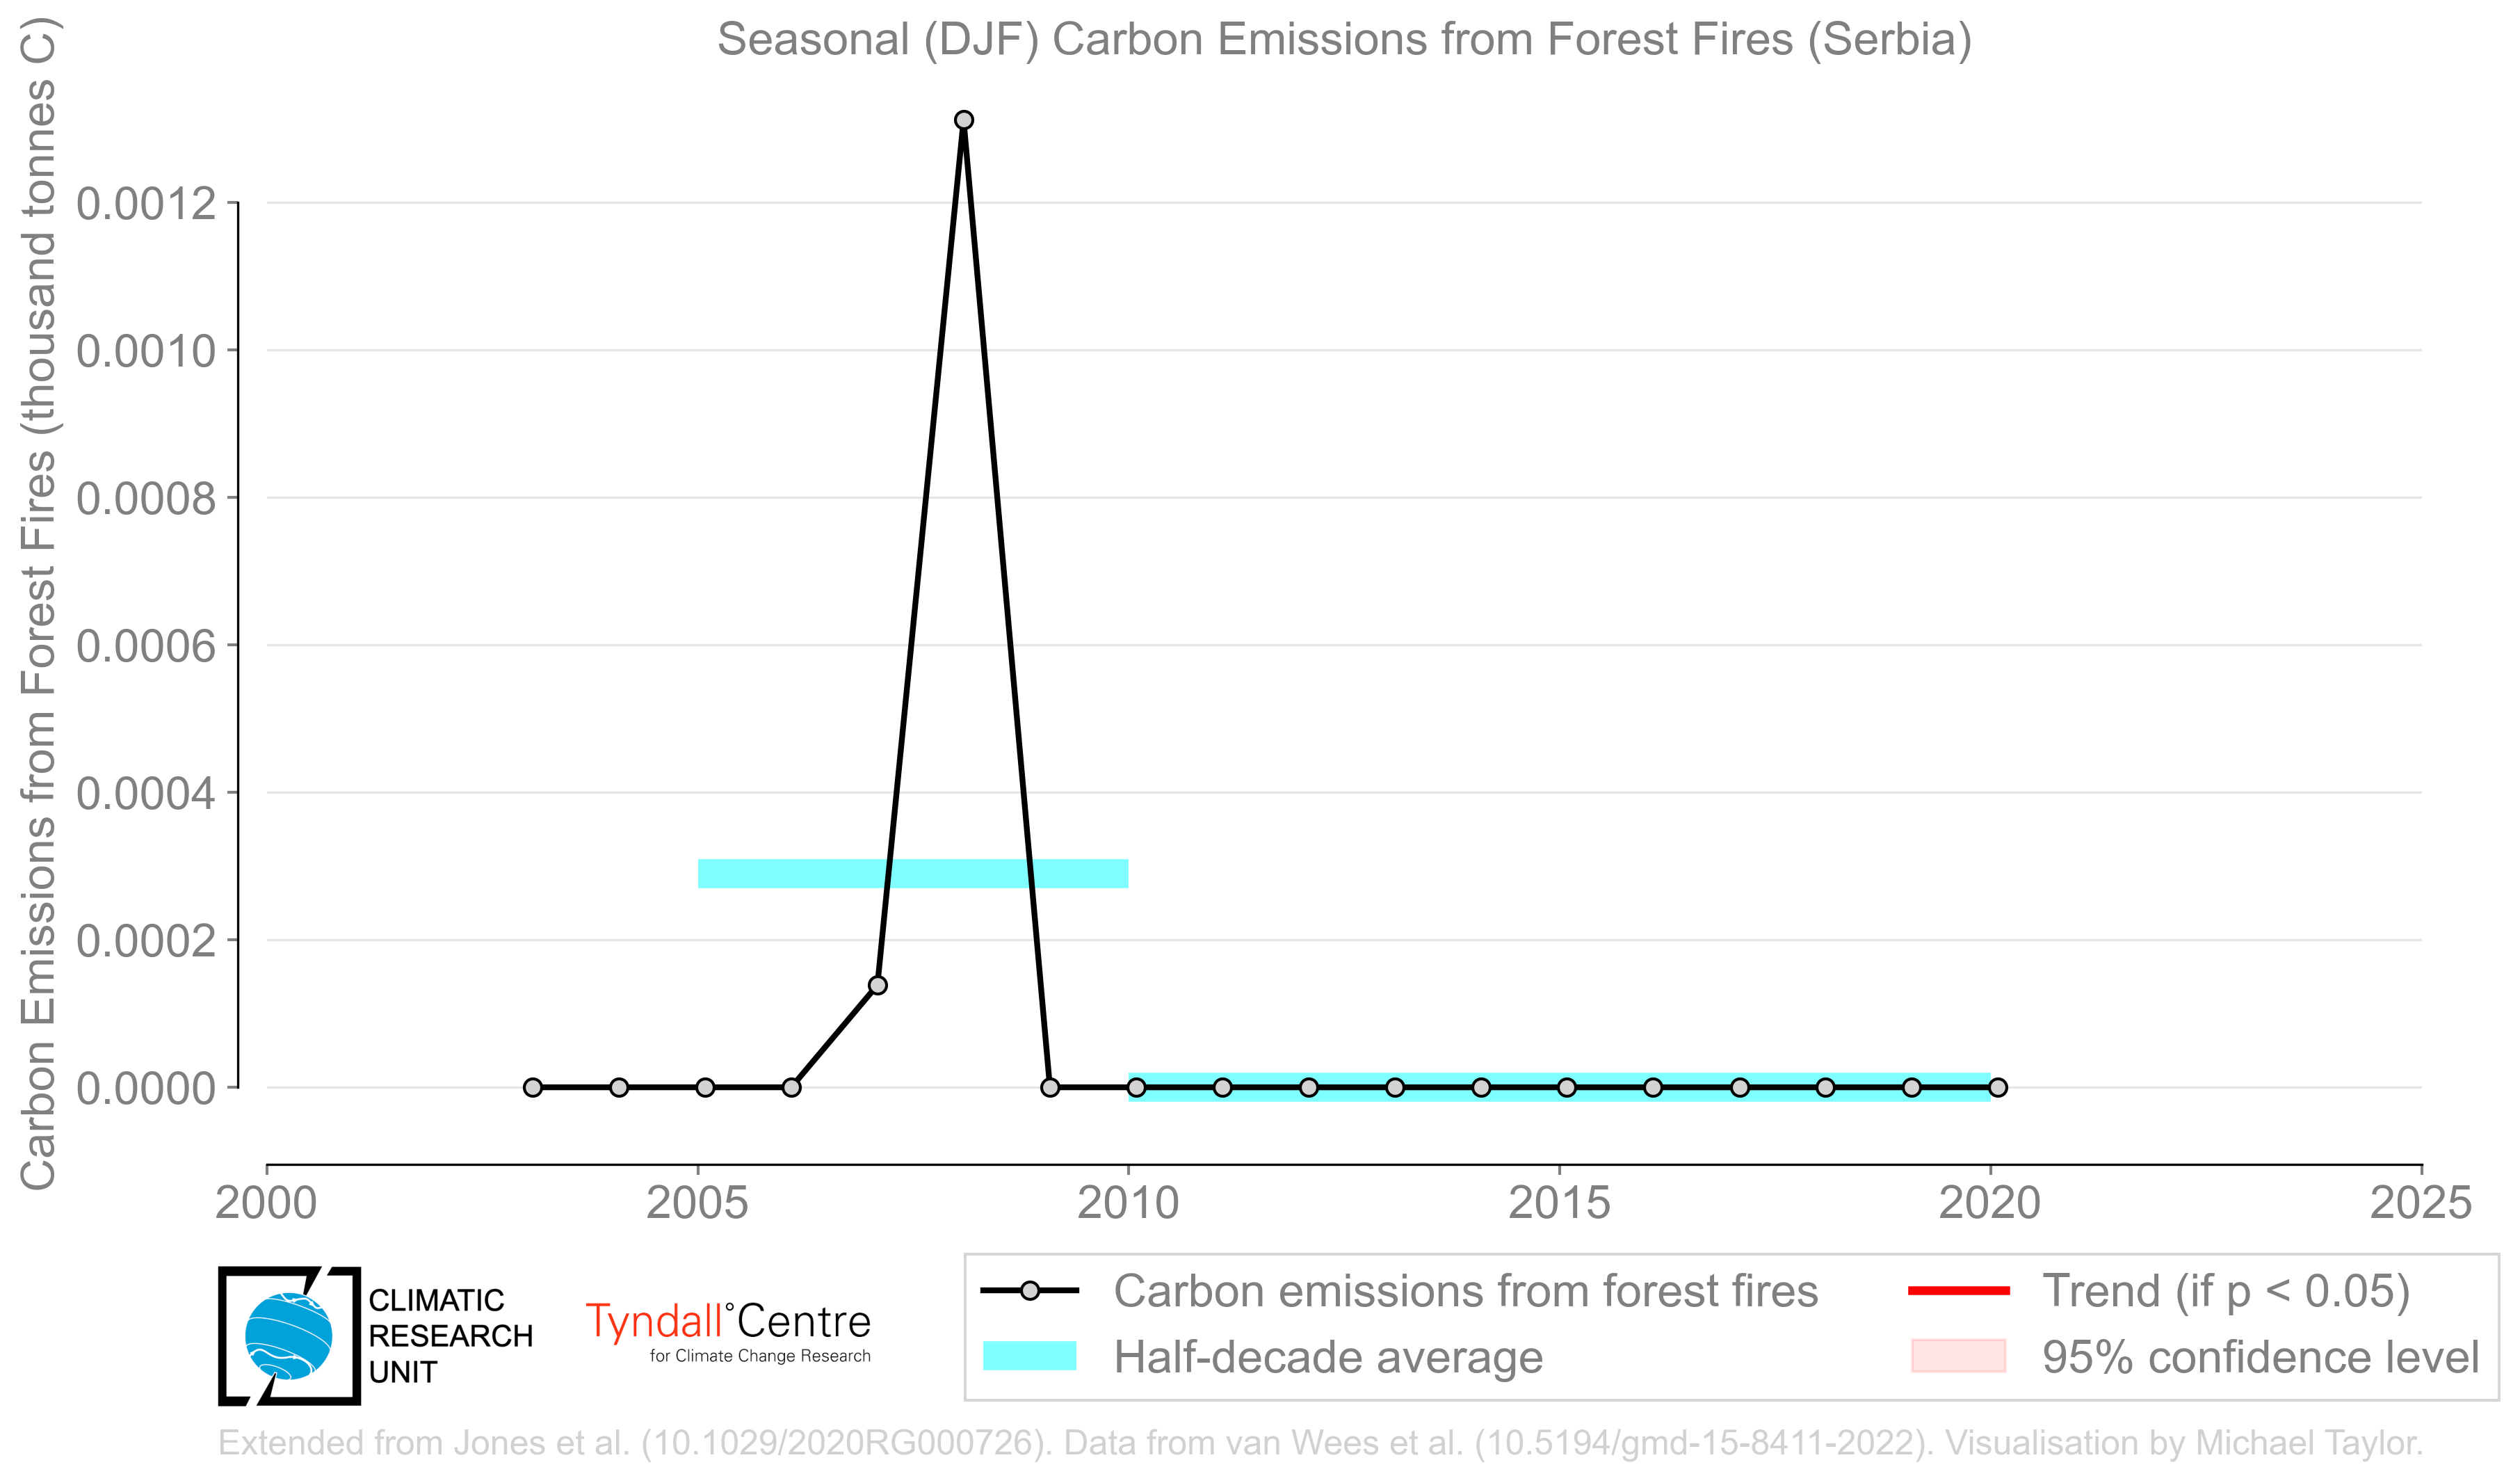 Seasonal (DJF) Carbon Emissions from Forest Fires (Serbia)
Carbon Emissions from Forest Fires (thousand tonnes C)
0.0012
0.0010
0.0008
0.0006
0.0004
0.0002
0.0000
2000 2005 2010 2015 2020 2025
CLIMATIC
RESEARCH
UNIT
Tyndall°Centre
for Climate Change Research
Carbon emissions from forest fires
Half-decade average
Trend (if p < 0.05)
95% confidence level
Extended from Jones et al. (10.1029/2020RG000726). Data from van Wees et al. (10.5194/gmd-15-8411-2022). Visualisation by Michael Taylor.